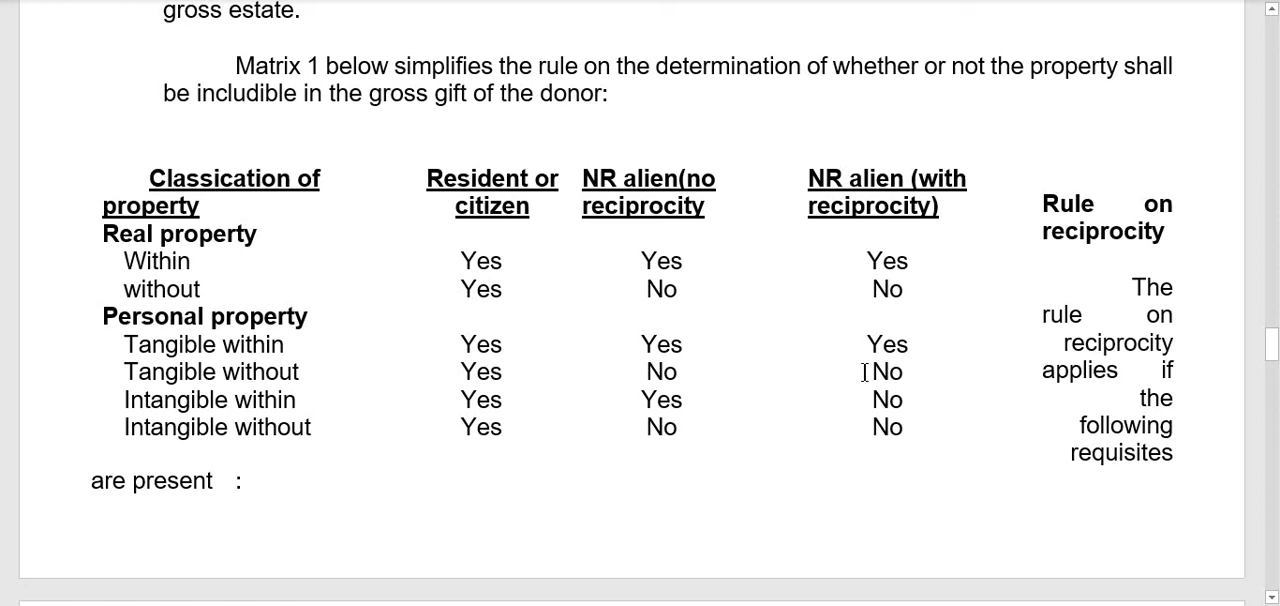 gross estate.
Matrix 1 below simplifies the rule on the determination of whether or not the property shall
be includible in the gross gift of the donor:
Classication of Resident or NR alien(no NR alien (with
property citizen reciprocity reciprocity)
Rule on
reciprocity
Real property
Within Yes Yes Yes
without Yes No No
Personal property
Tangible within Yes Yes Yes
Tangible without Yes No No
Intangible within Yes Yes No
Intangible without Yes No No
The
rule on
reciprocity
applies if
the
following
requisites
are present :